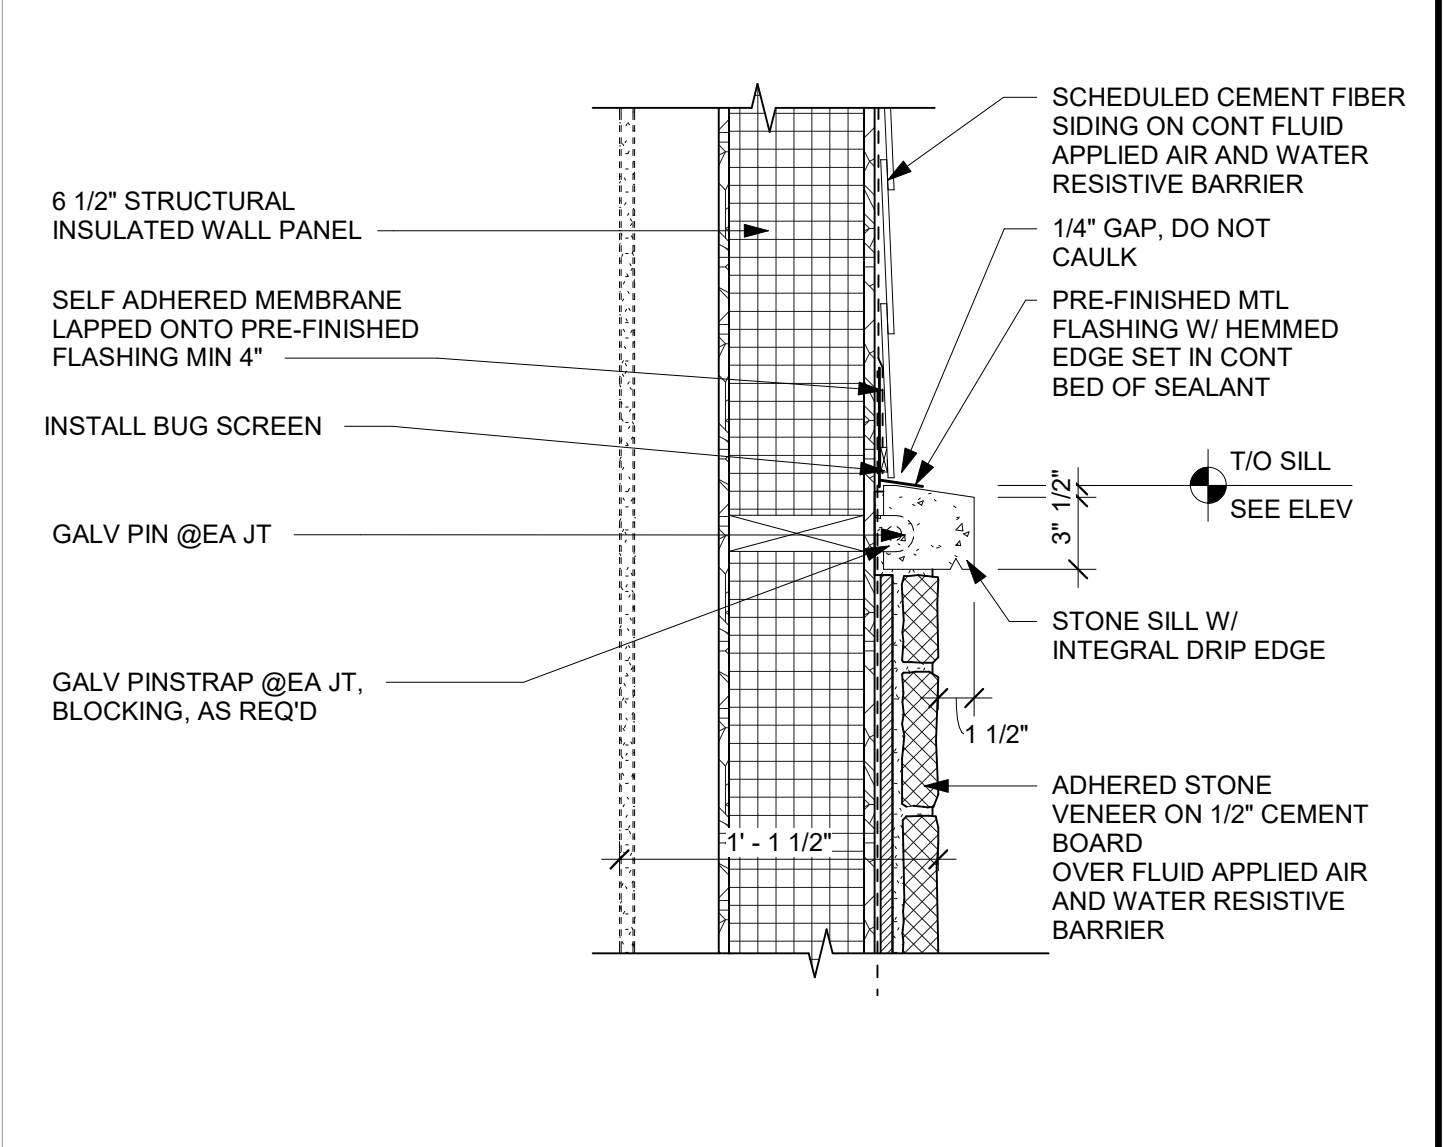 6 1/2" STRUCTURAL
INSULATED WALL PANEL
SELF ADHERED MEMBRANE
LAPPED ONTO PRE-FINISHED
FLASHING MIN 4"
INSTALL BUG SCREEN
GALV PIN @EA JT
GALV PINSTRAP @EA JT,
BLOCKING, AS REQ'D
1' - 1 1/2"
SCHEDULED CEMENT FIBER
SIDING ON CONT FLUID
APPLIED AIR AND WATER
RESISTIVE BARRIER
1/4" GAP, DO NOT
CAULK
PRE-FINISHED MTL
FLASHING W/ HEMMED
EDGE SET IN CONT
BED OF SEALANT
T/O SILL
SEE ELEV
1/2"
3"
STONE SILL W/
INTEGRAL DRIP EDGE
1 1/2"
ADHERED STONE
VENEER ON 1/2" CEMENT
BOARD
OVER FLUID APPLIED AIR
AND WATER RESISTIVE
BARRIER